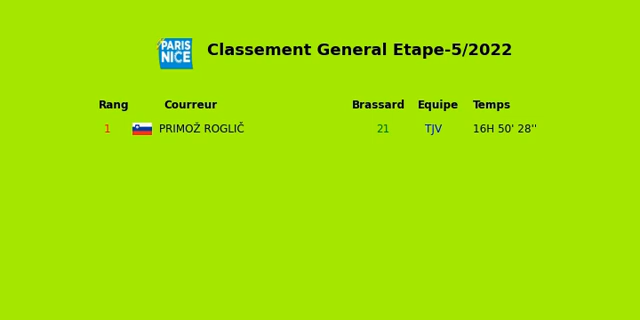 PARIS
NICE
Classement General Etape-5/2022
Rang Courreur Brassard Equipe Temps
1 PRIMOŽ ROGLIČ 21 TJV 16H 50' 28''